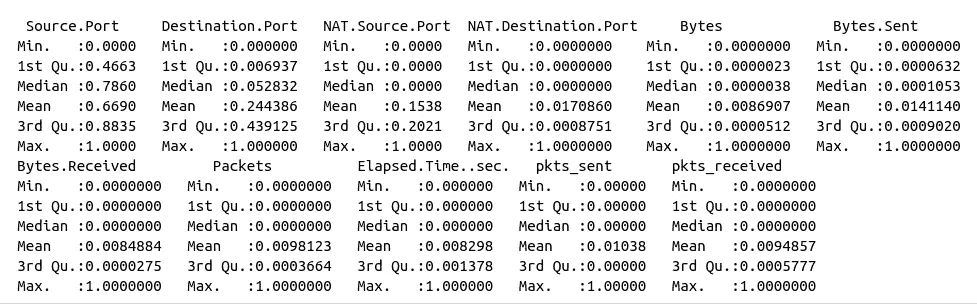 Source.Port Destination.Port NAT.Source.Port NAT.Destination.Port Bytes Bytes.Sent
Min. :0.0000 Min. :0.000000 Min. :0.0000 Min. :0.0000000 Min. :0.0000000 Min. :0.0000000
1st Qu.:0.4663 1st Qu.:0.006937 1st Qu.:0.0000 1st Qu.:0.0000000 1st Qu.:0.0000023 1st Qu.:0.0000632
Median :0.7860 Median :0.052832 Median :0.0000 Median :0.0000000 Median :0.0000038 Median :0.0001053
Mean :0.6690 Mean :0.244386 Mean :0.1538 Mean :0.0170860 Mean :0.0086907 Mean :0.0141140
3rd Qu.:0.8835 3rd Qu.:0.439125 3rd Qu.:0.2021 3rd Qu.:0.0008751 3rd Qu.:0.0000512 3rd Qu.:0.0009020
Max. :1.0000 Max. :1.000000 Max. :1.0000 Max. :1.0000000 Max. :1.0000000 Max. :1.0000000
Bytes.Received Packets Elapsed.Time..sec. pkts_sent pkts_received
Min. :0.0000000 Min. :0.0000000 Min. :0.000000 Min. :0.00000 Min. :0.0000000
1st Qu.:0.0000000 1st Qu.:0.0000000 1st Qu.:0.000000 1st Qu.:0.00000 1st Qu.:0.0000000
Median :0.0000000 Median :0.0000000 Median :0.000000 Median :0.00000 Median :0.0000000
Mean :0.0084884 Mean :0.0098123 Mean :0.008298 Mean :0.01038 Mean :0.0094857
3rd Qu.:0.0000275 3rd Qu.:0.0003664 3rd Qu.:0.001378 3rd Qu.:0.00000 3rd Qu.:0.0005777
Max. :1.0000000 Max. :1.0000000 Max. :1.000000 Max. :1.00000 Max. :1.0000000